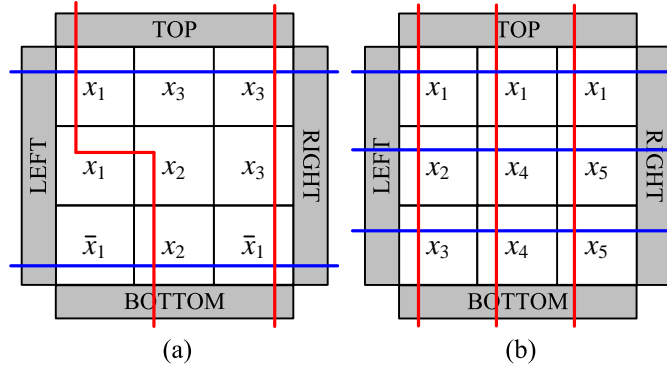 TOP
LEFT
x₁ x₃ x₃
x₁ x₂ x₃
x̄₁ x₂ x̄₁
RIGHT
BOTTOM
(a)
TOP
LEFT
x₁ x₁ x₁
x₂ x₄ x₅
x₃ x₄ x₅
RIGHT
BOTTOM
(b)